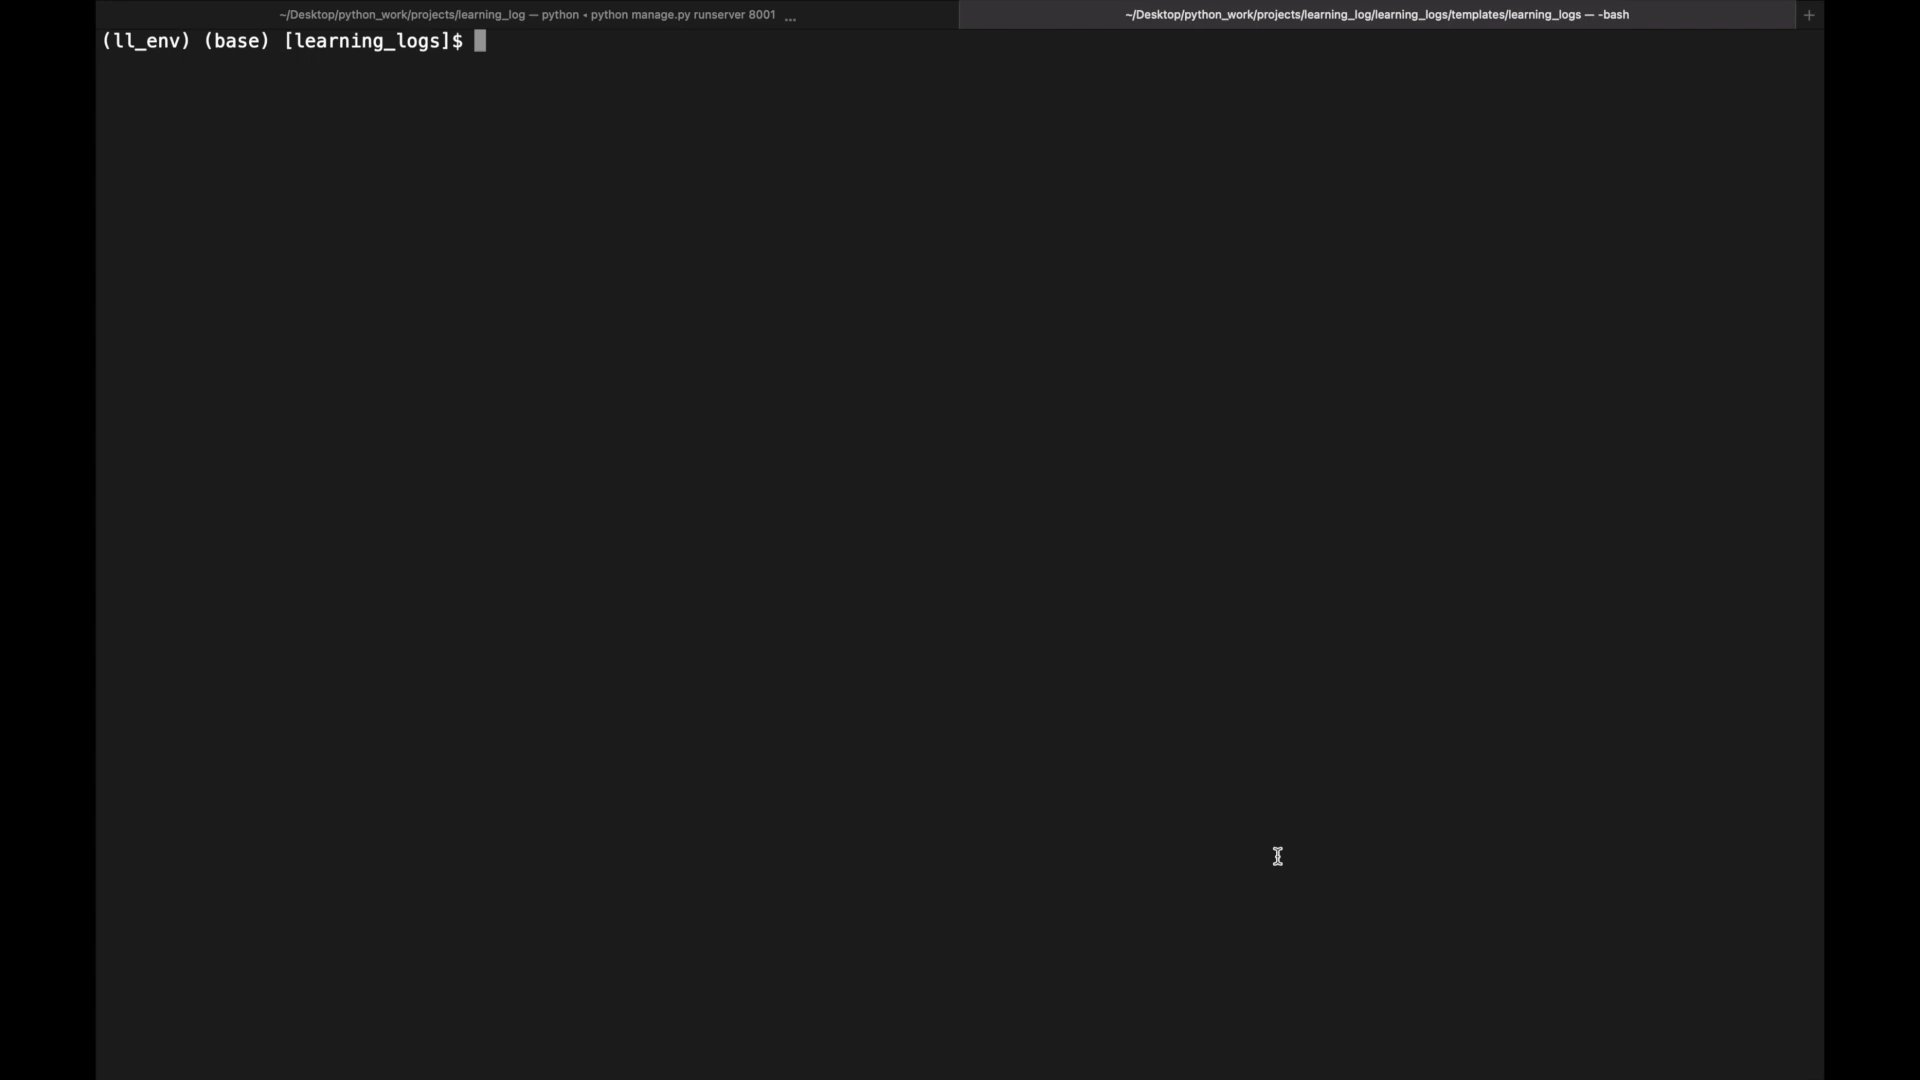 ~/Desktop/python_work/projects/learning_log — python ◂ python manage.py runserver 8001 ...
~/Desktop/python_work/projects/learning_log/learning_logs/templates/learning_logs — -bash
+
(ll_env) (base) [learning_logs]$